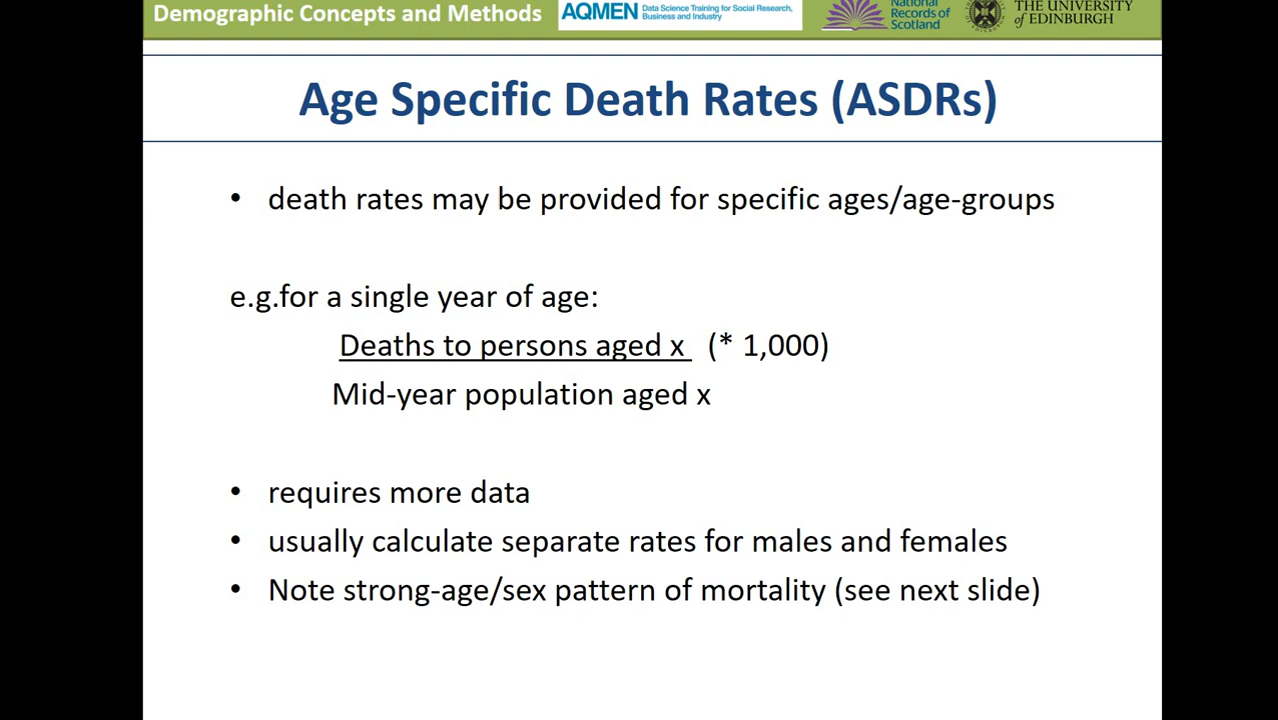 Demographic Concepts and Methods
AQMEN Data Science Training for Social Research,
Business and Industry
National
Records of
Scotland
THE UNIVERSITY
of EDINBURGH
Age Specific Death Rates (ASDRs)
• death rates may be provided for specific ages/age-groups
e.g.for a single year of age:
Deaths to persons aged x (* 1,000)
Mid-year population aged x
• requires more data
• usually calculate separate rates for males and females
• Note strong-age/sex pattern of mortality (see next slide)